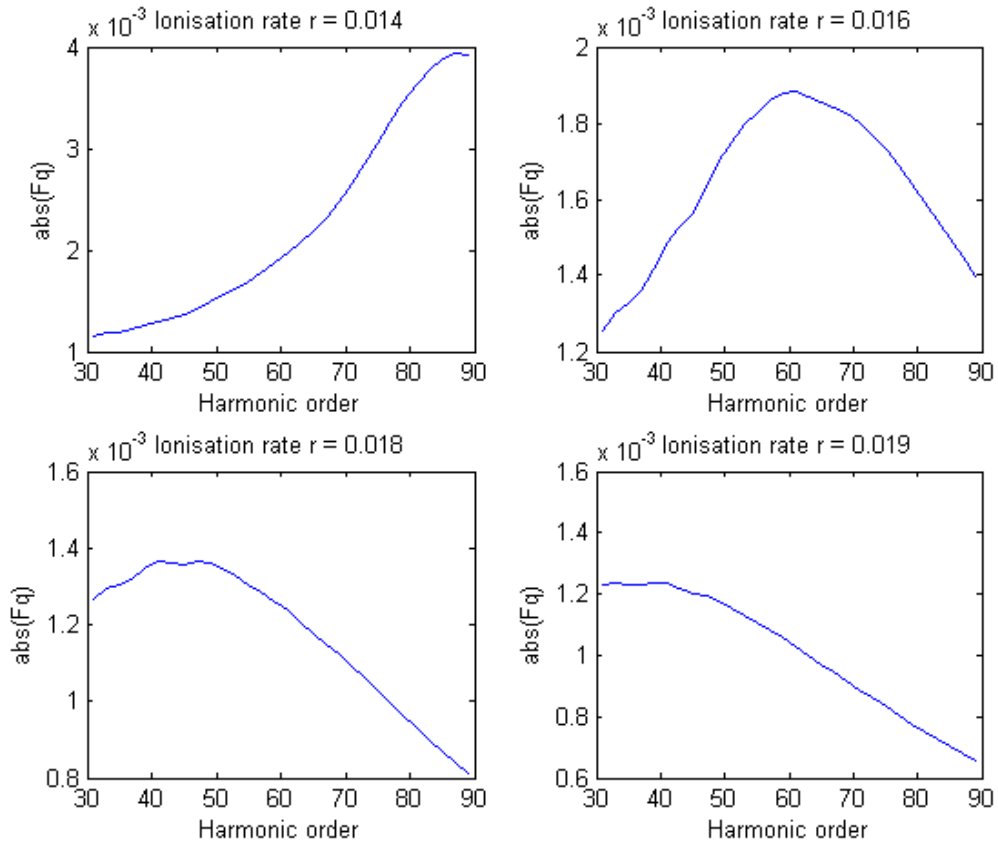 x 10-3 Ionisation rate r = 0.014
4
3
2
1
abs(Fq)
30 40 50 60 70 80 90
Harmonic order
x 10-3 Ionisation rate r = 0.016
2
1.8
1.6
1.4
1.2
abs(Fq)
30 40 50 60 70 80 90
Harmonic order
x 10-3 Ionisation rate r = 0.018
1.6
1.4
1.2
1
0.8
abs(Fq)
30 40 50 60 70 80 90
Harmonic order
x 10-3 Ionisation rate r = 0.019
1.6
1.4
1.2
1
0.8
0.6
abs(Fq)
30 40 50 60 70 80 90
Harmonic order